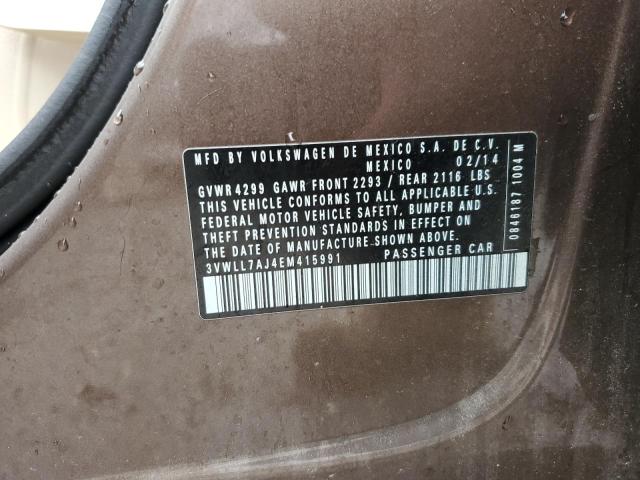 MFD BY VOLKSWAGEN DE MEXICO S.A. DE C.V.
MEXICO 02/14
GVWR4299 GAWR FRONT 2293 / REAR 2116 LBS
THIS VEHICLE CONFORMS TO ALL APPLICABLE U.S.
FEDERAL MOTOR VEHICLE SAFETY, BUMPER AND
THEFT PREVENTION STANDARDS IN EFFECT ON
THE DATE OF MANUFACTURE SHOWN ABOVE.
3VWLL7AJ4EM415991 PASSENGER CAR
0846187 1004 M